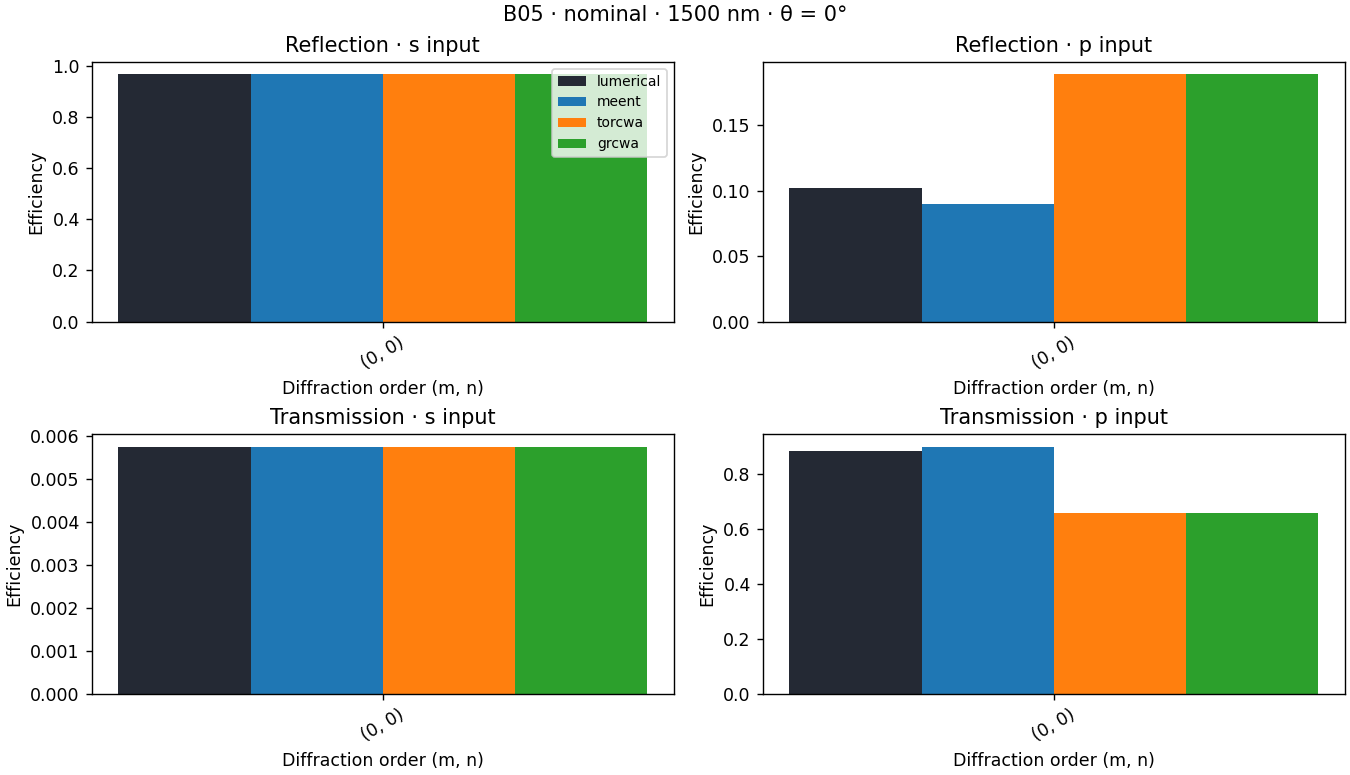 B05 · nominal · 1500 nm · θ = 0°
Reflection · s input
Efficiency
1.0
0.8
0.6
0.4
0.2
0.0
lumerical
meent
torcwa
grcwa
(0, 0)
Diffraction order (m, n)
Reflection · p input
Efficiency
0.15
0.10
0.05
0.00
(0, 0)
Diffraction order (m, n)
Transmission · s input
Efficiency
0.006
0.005
0.004
0.003
0.002
0.001
0.000
(0, 0)
Diffraction order (m, n)
Transmission · p input
Efficiency
0.8
0.6
0.4
0.2
0.0
(0, 0)
Diffraction order (m, n)